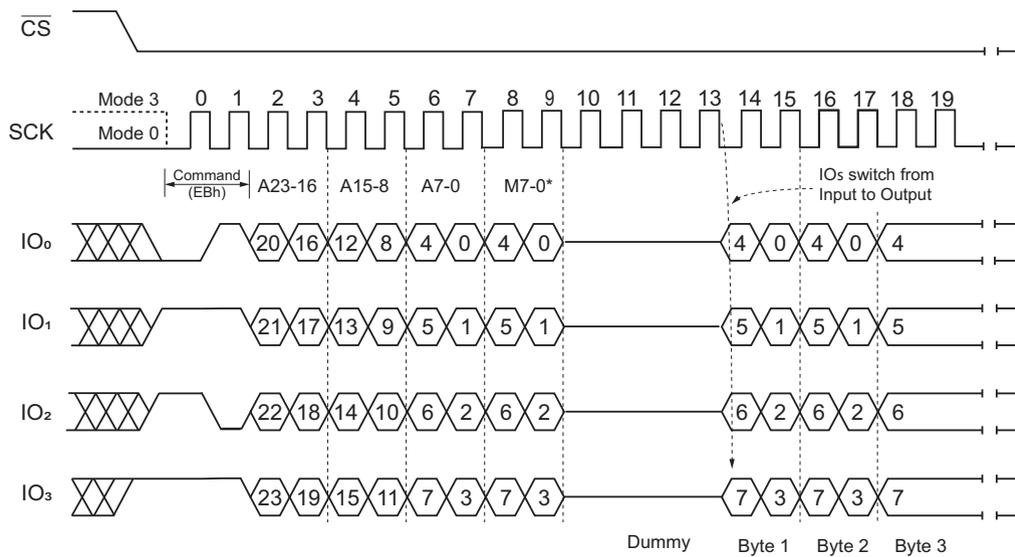 CS
Mode 3 0 1 2 3 4 5 6 7 8 9 10 11 12 13 14 15 16 17 18 19
SCK Mode 0
Command
(EBh)
A23-16 A15-8 A7-0 M7-0*
IOs switch from
Input to Output
IO₀ 20 16 12 8 4 0 4 0 4 0 4 0 4
IO₁ 21 17 13 9 5 1 5 1 5 1 5 1 5
IO₂ 22 18 14 10 6 2 6 2 6 2 6 2 6
IO₃ 23 19 15 11 7 3 7 3 7 3 7 3 7
Dummy Byte 1 Byte 2 Byte 3